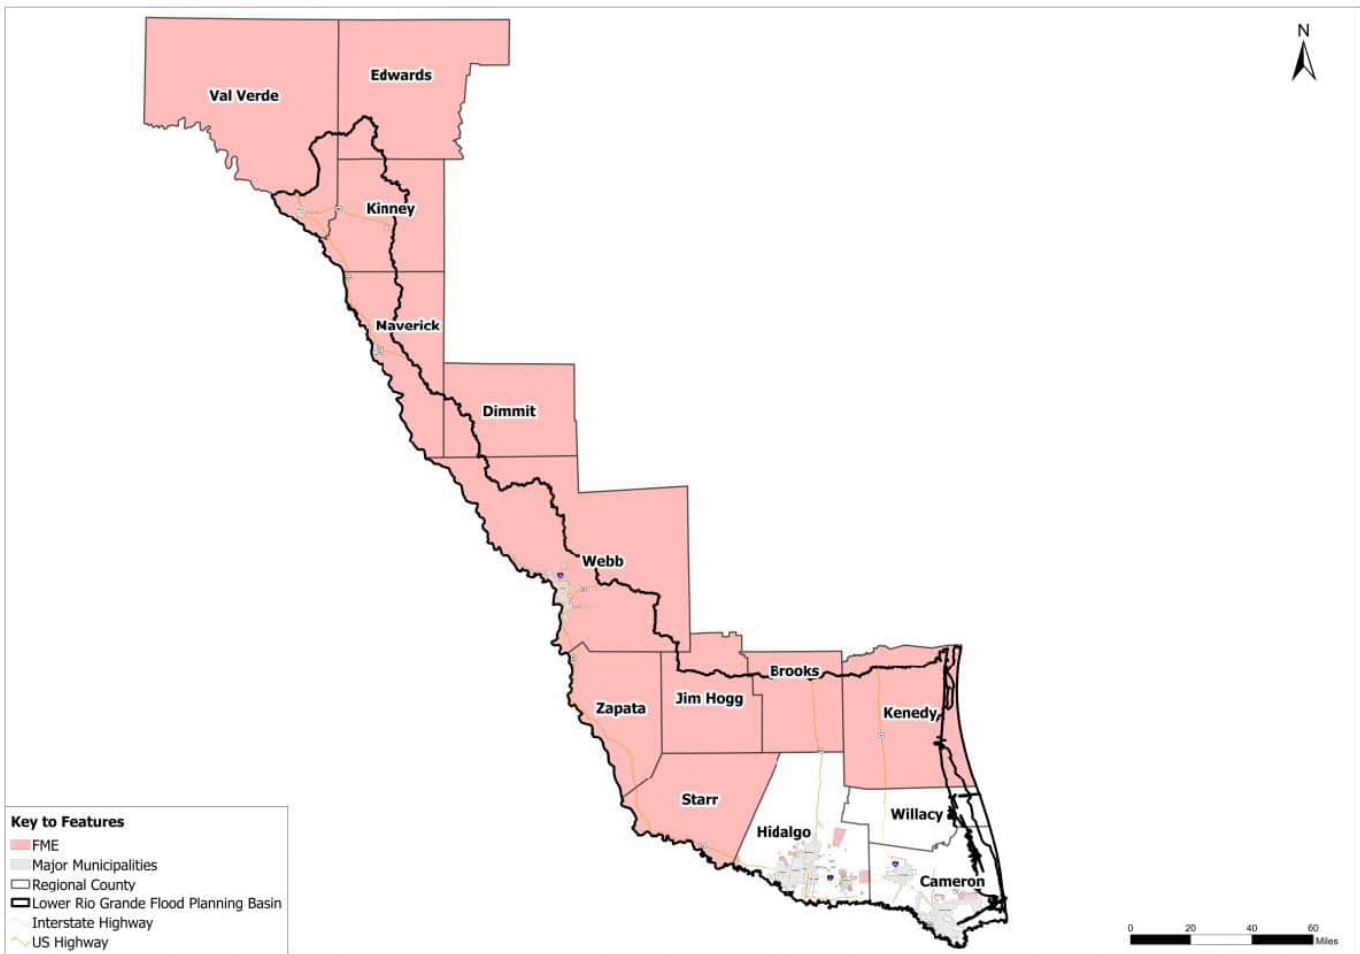 N
Edwards
Val Verde
Kinney
Maverick
Dimmit
Webb
Brooks
Jim Hogg
Zapata
Kenedy
Starr
Willacy
Hidalgo
Cameron
Key to Features
FME
Major Municipalities
Regional County
Lower Rio Grande Flood Planning Basin
Interstate Highway
US Highway
0 20 40 60
Miles